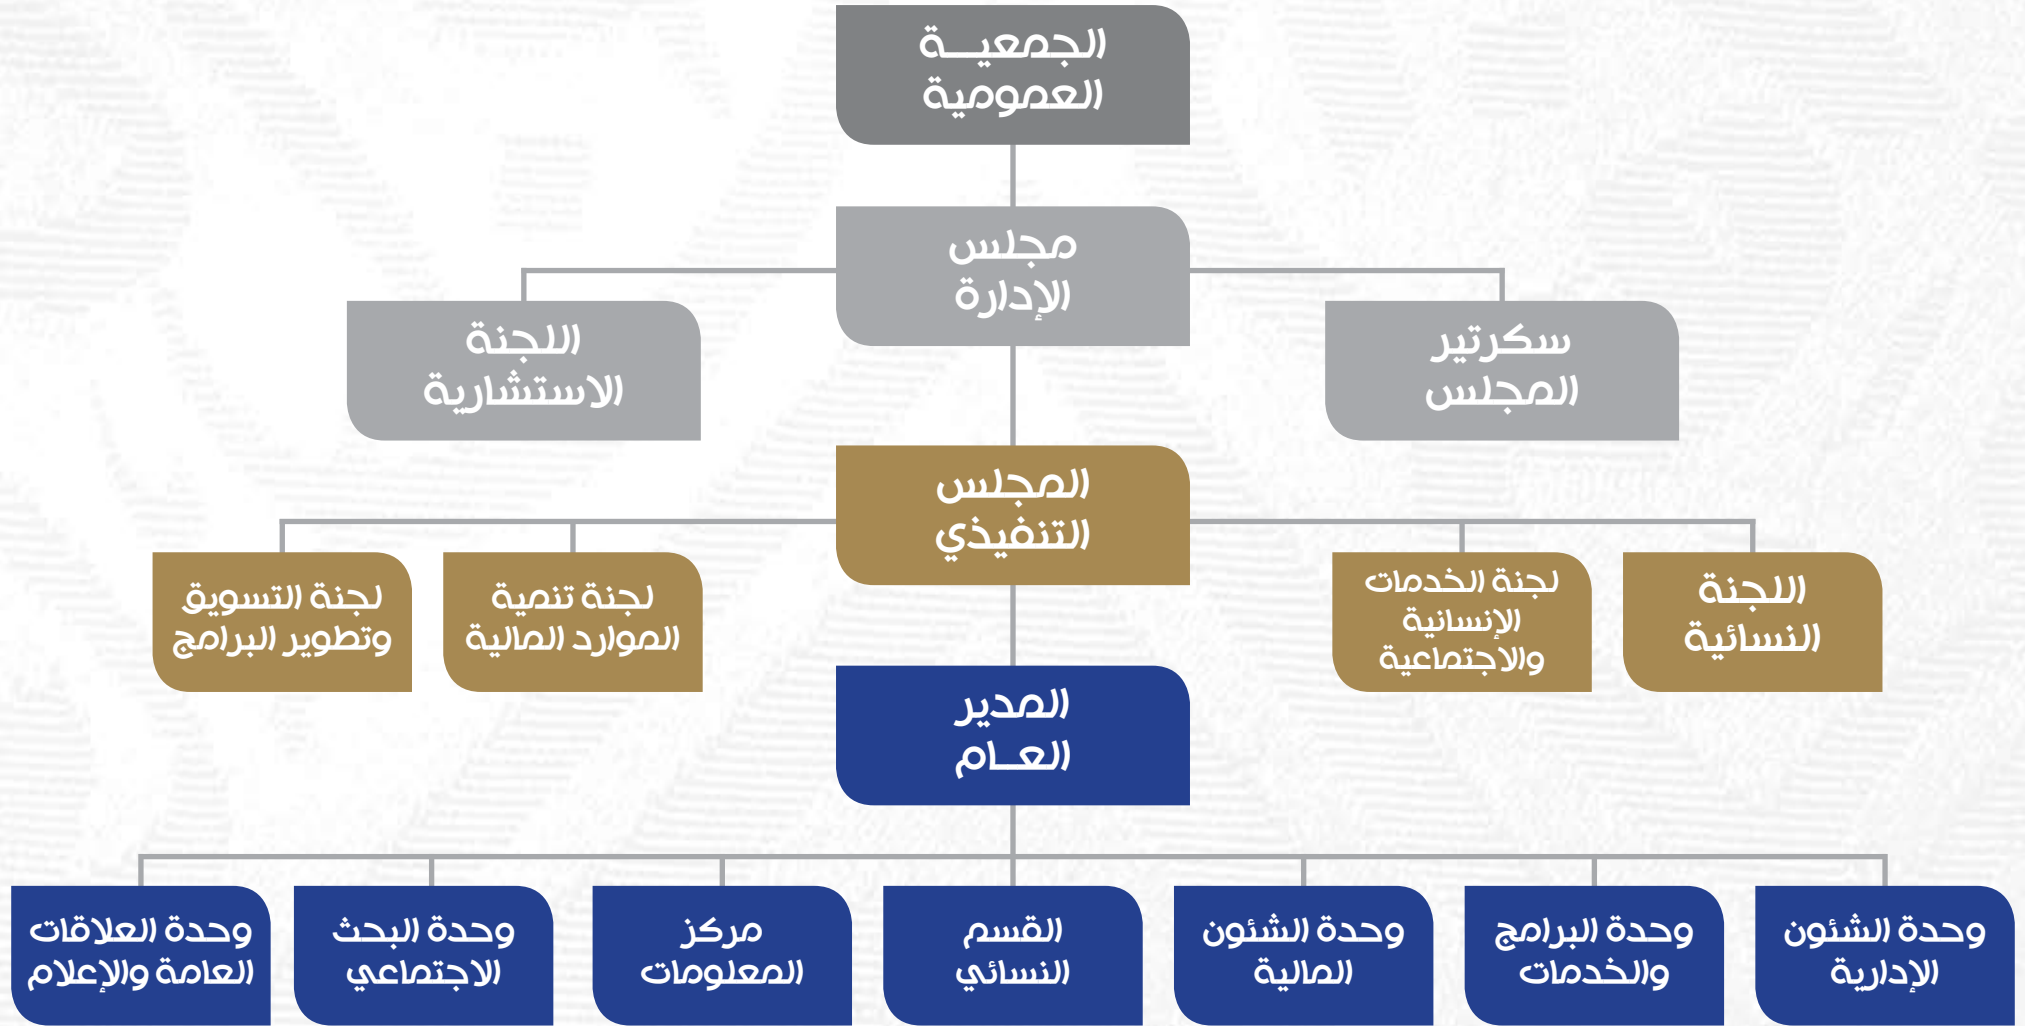 الجمعيـــة
العمومية
مجلس
الإدارة
سكرتير
المجلس
اللجنة
الاستشارية
المجلس
التنفيذي
اللجنة
النسائية
لجنة الخدمات
الإنسانية
والاجتماعية
لجنة تنمية
الموارد المالية
لجنة التسويق
وتطوير البرامج
المدير
العــام
وحدة الشئون
الإدارية
وحدة البرامج
والخدمات
وحدة الشئون
المالية
القسم
النسائي
مركز
المعلومات
وحدة البحث
الاجتماعي
وحدة العلاقات
العامة والإعلام